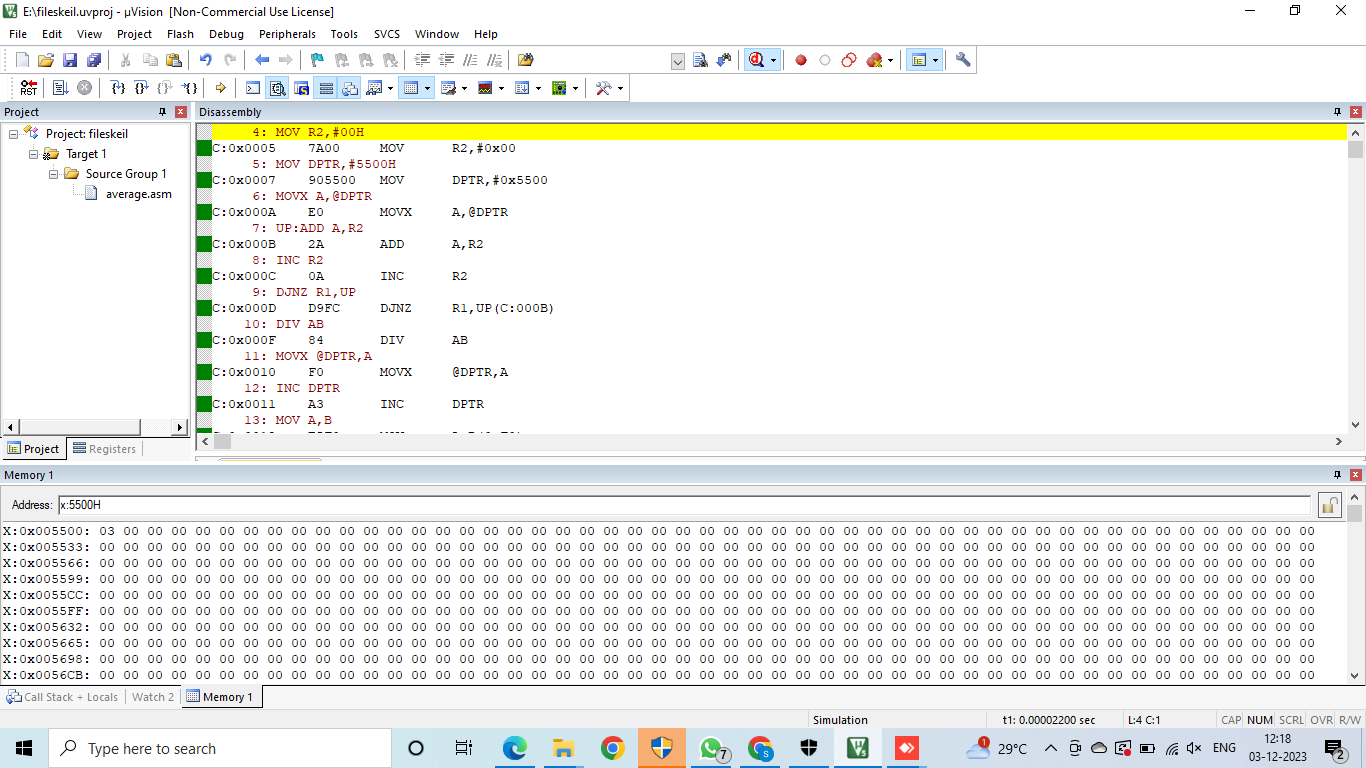 E:\fileskeil.uvproj - µVision [Non-Commercial Use License]
File Edit View Project Flash Debug Peripherals Tools SVCS Window Help
Project
Project: fileskeil
Target 1
Source Group 1
average.asm
Project Registers
Disassembly
4: MOV R2,#00H
C:0x0005 7A00 MOV R2,#0x00
5: MOV DPTR,#5500H
C:0x0007 905500 MOV DPTR,#0x5500
6: MOVX A,@DPTR
C:0x000A E0 MOVX A,@DPTR
7: UP:ADD A,R2
C:0x000B 2A ADD A,R2
8: INC R2
C:0x000C 0A INC R2
9: DJNZ R1,UP
C:0x000D D9FC DJNZ R1,UP(C:000B)
10: DIV AB
C:0x000F 84 DIV AB
11: MOVX @DPTR,A
C:0x0010 F0 MOVX @DPTR,A
12: INC DPTR
C:0x0011 A3 INC DPTR
13: MOV A,B
Memory 1
Address: x:5500H
X:0x005500: 03 00 00 00 00 00 00 00 00 00 00 00 00 00 00 00 00 00 00 00 00 00 00 00 00 00 00 00 00 00 00 00 00 00 00 00 00 00 00 00 00 00 00 00 00 00 00 00 00 00 00
X:0x005533: 00 00 00 00 00 00 00 00 00 00 00 00 00 00 00 00 00 00 00 00 00 00 00 00 00 00 00 00 00 00 00 00 00 00 00 00 00 00 00 00 00 00 00 00 00 00 00 00 00 00 00
X:0x005566: 00 00 00 00 00 00 00 00 00 00 00 00 00 00 00 00 00 00 00 00 00 00 00 00 00 00 00 00 00 00 00 00 00 00 00 00 00 00 00 00 00 00 00 00 00 00 00 00 00 00 00
X:0x005599: 00 00 00 00 00 00 00 00 00 00 00 00 00 00 00 00 00 00 00 00 00 00 00 00 00 00 00 00 00 00 00 00 00 00 00 00 00 00 00 00 00 00 00 00 00 00 00 00 00 00 00
X:0x0055CC: 00 00 00 00 00 00 00 00 00 00 00 00 00 00 00 00 00 00 00 00 00 00 00 00 00 00 00 00 00 00 00 00 00 00 00 00 00 00 00 00 00 00 00 00 00 00 00 00 00 00 00
X:0x0055FF: 00 00 00 00 00 00 00 00 00 00 00 00 00 00 00 00 00 00 00 00 00 00 00 00 00 00 00 00 00 00 00 00 00 00 00 00 00 00 00 00 00 00 00 00 00 00 00 00 00 00 00
X:0x005632: 00 00 00 00 00 00 00 00 00 00 00 00 00 00 00 00 00 00 00 00 00 00 00 00 00 00 00 00 00 00 00 00 00 00 00 00 00 00 00 00 00 00 00 00 00 00 00 00 00 00 00
X:0x005665: 00 00 00 00 00 00 00 00 00 00 00 00 00 00 00 00 00 00 00 00 00 00 00 00 00 00 00 00 00 00 00 00 00 00 00 00 00 00 00 00 00 00 00 00 00 00 00 00 00 00 00
X:0x005698: 00 00 00 00 00 00 00 00 00 00 00 00 00 00 00 00 00 00 00 00 00 00 00 00 00 00 00 00 00 00 00 00 00 00 00 00 00 00 00 00 00 00 00 00 00 00 00 00 00 00 00
X:0x0056CB: 00 00 00 00 00 00 00 00 00 00 00 00 00 00 00 00 00 00 00 00 00 00 00 00 00 00 00 00 00 00 00 00 00 00 00 00 00 00 00 00 00 00 00 00 00 00 00 00 00 00 00
Call Stack + Locals Watch 2 Memory 1
Simulation t1: 0.00002200 sec L:4 C:1 CAP NUM SCRL OVR R/W
Type here to search 7 1 29°C ENG 12:18
03-12-2023 2